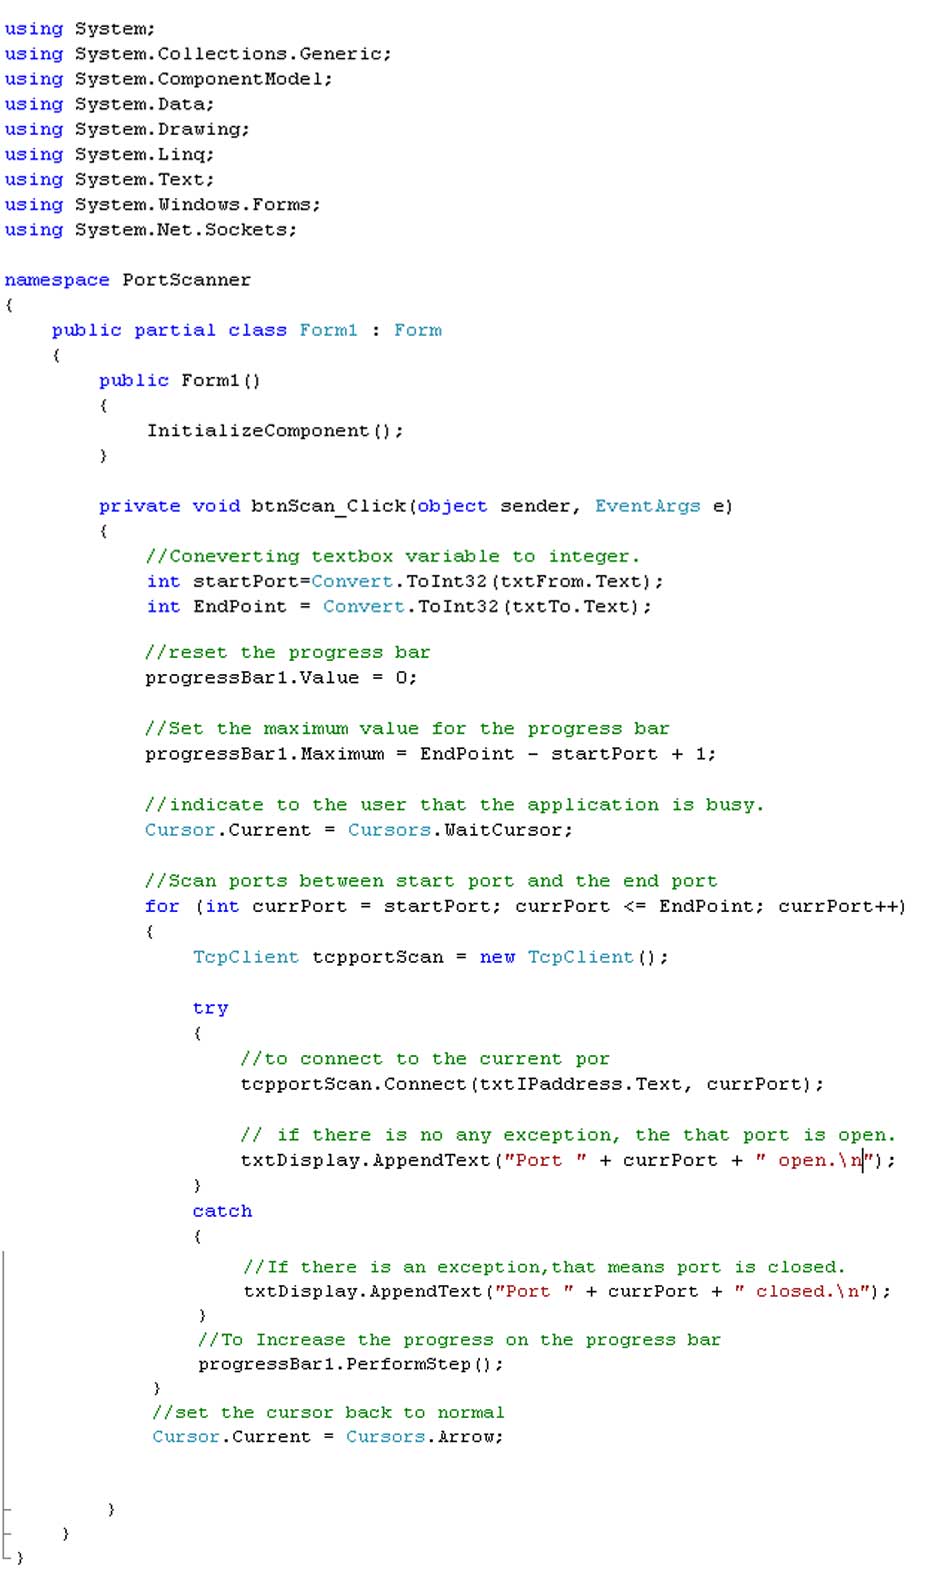 using System;
using System.Collections.Generic;
using System.ComponentModel;
using System.Data;
using System.Drawing;
using System.Linq;
using System.Text;
using System.Windows.Forms;
using System.Net.Sockets;

namespace PortScanner
{
    public partial class Form1 : Form
    {
        public Form1()
        {
            InitializeComponent();
        }

        private void btnScan_Click(object sender, EventArgs e)
        {
            //Coneverting textbox variable to integer.
            int startPort=Convert.ToInt32(txtFrom.Text);
            int EndPoint = Convert.ToInt32(txtTo.Text);

            //reset the progress bar
            progressBar1.Value = 0;

            //Set the maximum value for the progress bar
            progressBar1.Maximum = EndPoint - startPort + 1;

            //indicate to the user that the application is busy.
            Cursor.Current = Cursors.WaitCursor;

            //Scan ports between start port and the end port
            for (int currPort = startPort; currPort <= EndPoint; currPort++)
            {
                TcpClient tcpportScan = new TcpClient();

                try
                {
                    //to connect to the current por
                    tcpportScan.Connect(txtIPaddress.Text, currPort);

                    // if there is no any exception, the that port is open.
                    txtDisplay.AppendText("Port " + currPort + " open.\n");
                }
                catch
                {
                    //If there is an exception,that means port is closed.
                    txtDisplay.AppendText("Port " + currPort + " closed.\n");
                }
                //To Increase the progress on the progress bar
                progressBar1.PerformStep();
            }
            //set the cursor back to normal
            Cursor.Current = Cursors.Arrow;


        }
    }
}